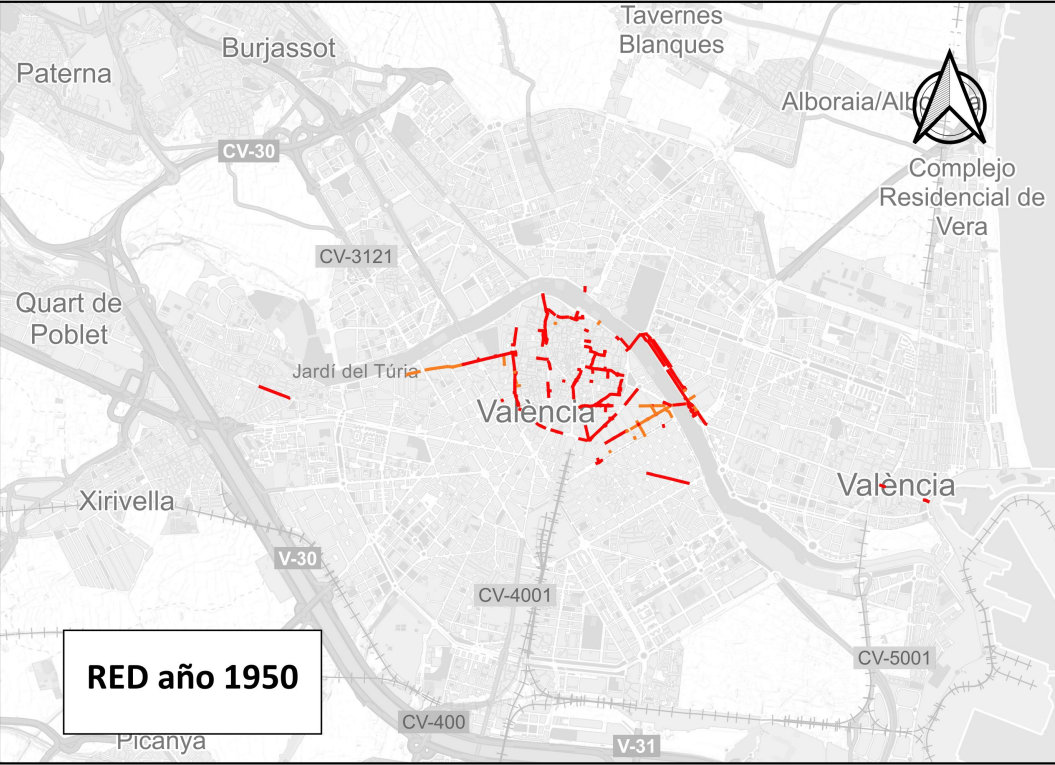 Tavernes
Blanques
Burjassot
Paterna
Alboraia/Alb
CV-30
Complejo
Residencial de
Vera
CV-3121
Quart de
Poblet
Jardí del Túria
València
València
Xirivella
V-30
CV-4001
RED año 1950
CV-5001
CV-400
Picanya
V-31